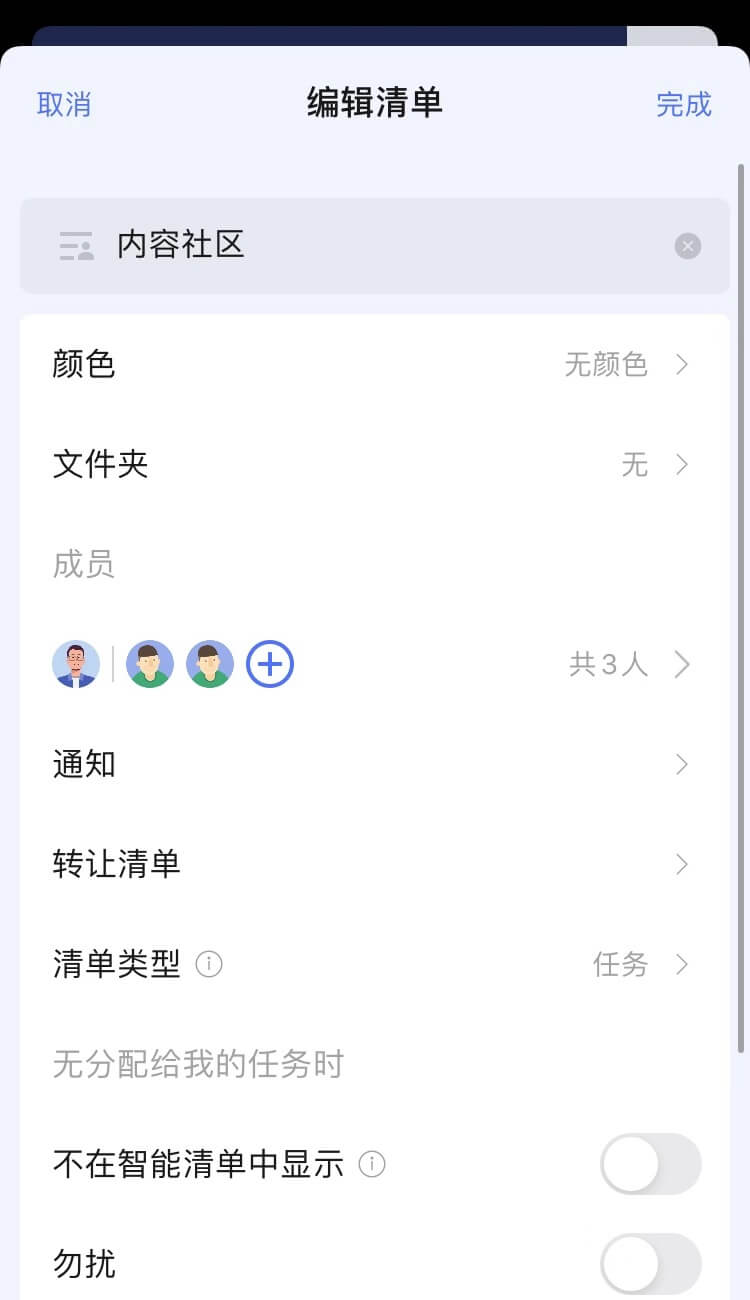 取消
编辑清单
完成
内容社区
颜色
无颜色
文件夹
无
成员
共3人
通知
转让清单
清单类型
任务
无分配给我的任务时
不在智能清单中显示
勿扰